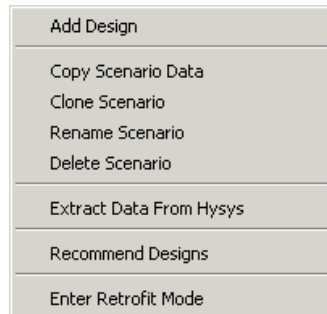 Add Design
Copy Scenario Data
Clone Scenario
Rename Scenario
Delete Scenario
Extract Data From Hysys
Recommend Designs
Enter Retrofit Mode